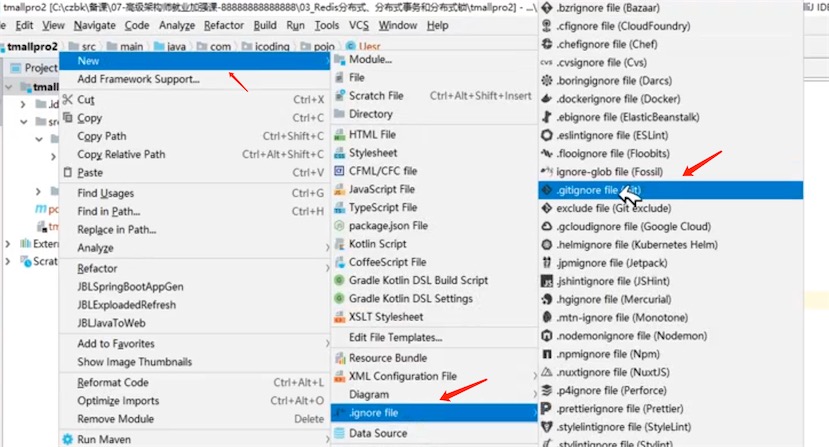 tmallpro2 [C:\czbk\备课\07-高级架构师就业加强课-88888888888888\03_Redis分布式、分布式事务和分布式锁\tmallpro2] - ...\
Edit View Navigate Code Analyze Refactor Build Run Tools VCS Window Help
tmallpro2 src main java com icoding pojo Uesr
Project
tmall
.id
src
po
tm
Exter
Scratc
New
Add Framework Support...
Cut Ctrl+X
Copy Ctrl+C
Copy Path Ctrl+Shift+C
Copy Relative Path Ctrl+Alt+Shift+C
Paste Ctrl+V
Find Usages Ctrl+G
Find in Path... Ctrl+H
Replace in Path...
Analyze
Refactor
JBLSpringBootAppGen
JBLExplodedRefresh
JBLJavaToWeb
Add to Favorites
Show Image Thumbnails
Reformat Code Ctrl+Alt+L
Optimize Imports Ctrl+Alt+O
Remove Module Delete
Run Maven
Module...
File
Scratch File Ctrl+Alt+Shift+Insert
Directory
HTML File
Stylesheet
CFML/CFC file
JavaScript File
TypeScript File
package.json File
Kotlin Script
CoffeeScript File
Gradle Kotlin DSL Build Script
Gradle Kotlin DSL Settings
XSLT Stylesheet
Edit File Templates...
Resource Bundle
XML Configuration File
Diagram
.ignore file
Data Source
.bzrignore file (Bazaar)
.cfignore file (CloudFoundry)
.chefignore file (Chef)
CVS .cvsignore file (Cvs)
.boringignore file (Darcs)
.dockerignore file (Docker)
.ebignore file (ElasticBeanstalk)
.eslintignore file (ESLint)
.flooignore file (Floobits)
ignore-glob file (Fossil)
.gitignore file (Git)
exclude file (Git exclude)
.gcloudignore file (Google Cloud)
.helmignore file (Kubernetes Helm)
.jpmignore file (Jetpack)
.jshintignore file (JSHint)
.hgignore file (Mercurial)
.mtn-ignore file (Monotone)
.nodemonignore file (Nodemon)
.npmignore file (Npm)
.nuxtignore file (NuxtJS)
.p4ignore file (Perforce)
.prettierignore file (Prettier)
.stylelintignore file (StyleLint)
.stylintignore file (Stylint)
IDE